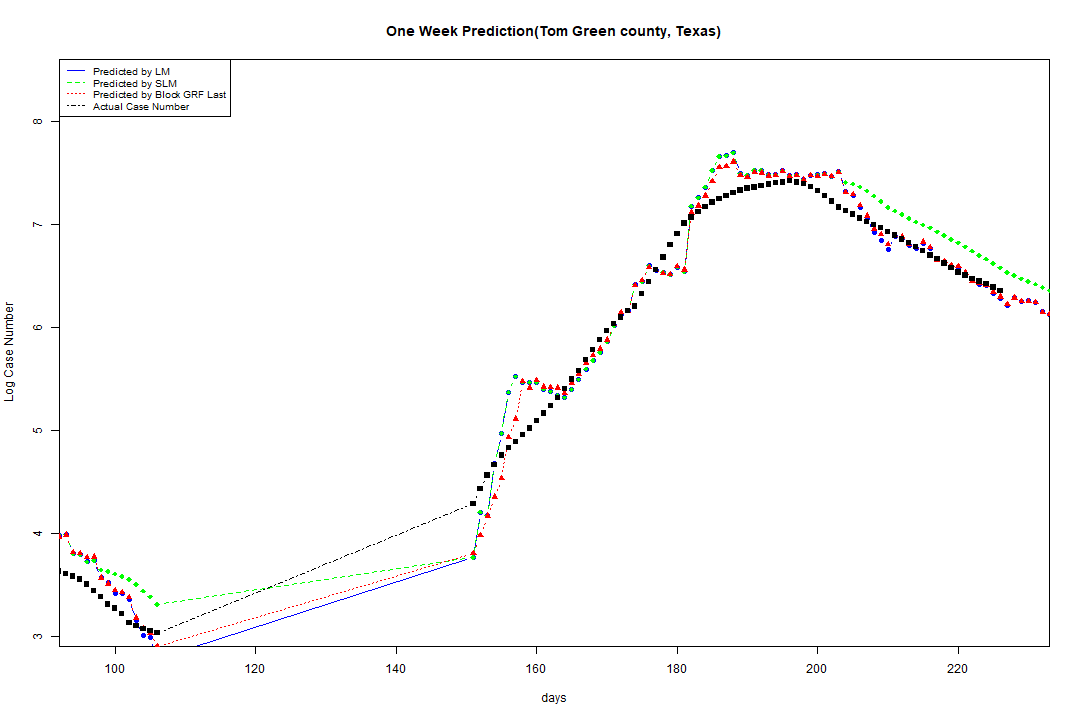 One Week Prediction(Tom Green county, Texas)
Predicted by LM
Predicted by SLM
Predicted by Block GRF Last
Actual Case Number
8
7
6
5
4
3
Log Case Number
100 120 140 160 180 200 220
days